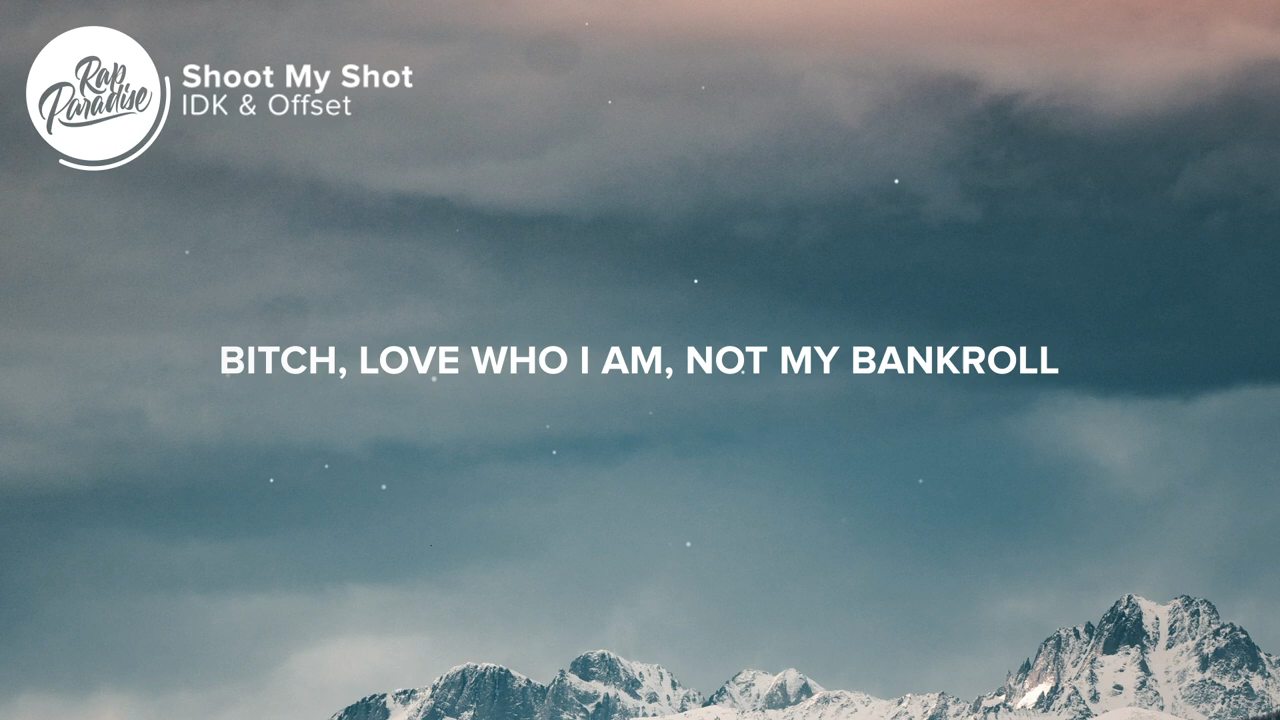 Rap
Paradise
Shoot My Shot
IDK & Offset
BITCH, LOVE WHO I AM, NOT MY BANKROLL